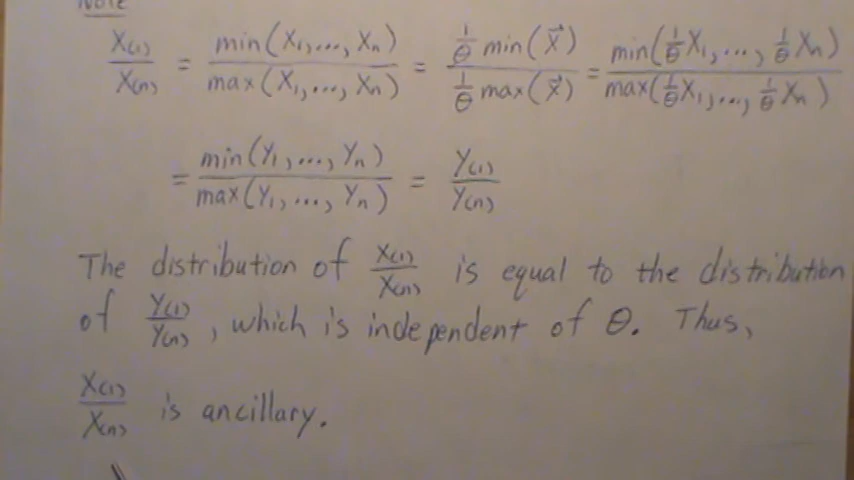 Note
X(1)/X(n) = min(X1,..., Xn)/max(X1,..., Xn) = 1/θ min(X⃗)/1/θ max(X⃗) = min(1/θ X1,..., 1/θ Xn)/max(1/θ X1,..., 1/θ Xn)
= min(Y1,..., Yn)/max(Y1,..., Yn) = Y(1)/Y(n)
The distribution of X(1)/X(n) is equal to the distribution
of Y(1)/Y(n), which is independent of θ. Thus,
X(1)/X(n) is ancillary.